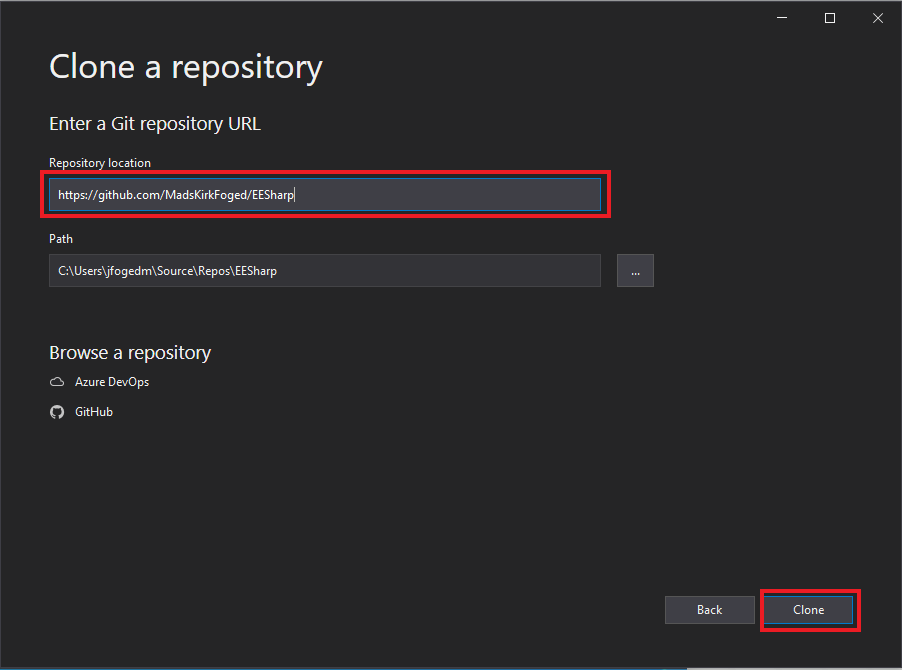 Clone a repository
Enter a Git repository URL
Repository location
https://github.com/MadsKirkFoged/EESharp
Path
C:\Users\jfogedm\Source\Repos\EESharp
...
Browse a repository
Azure DevOps
GitHub
Back
Clone